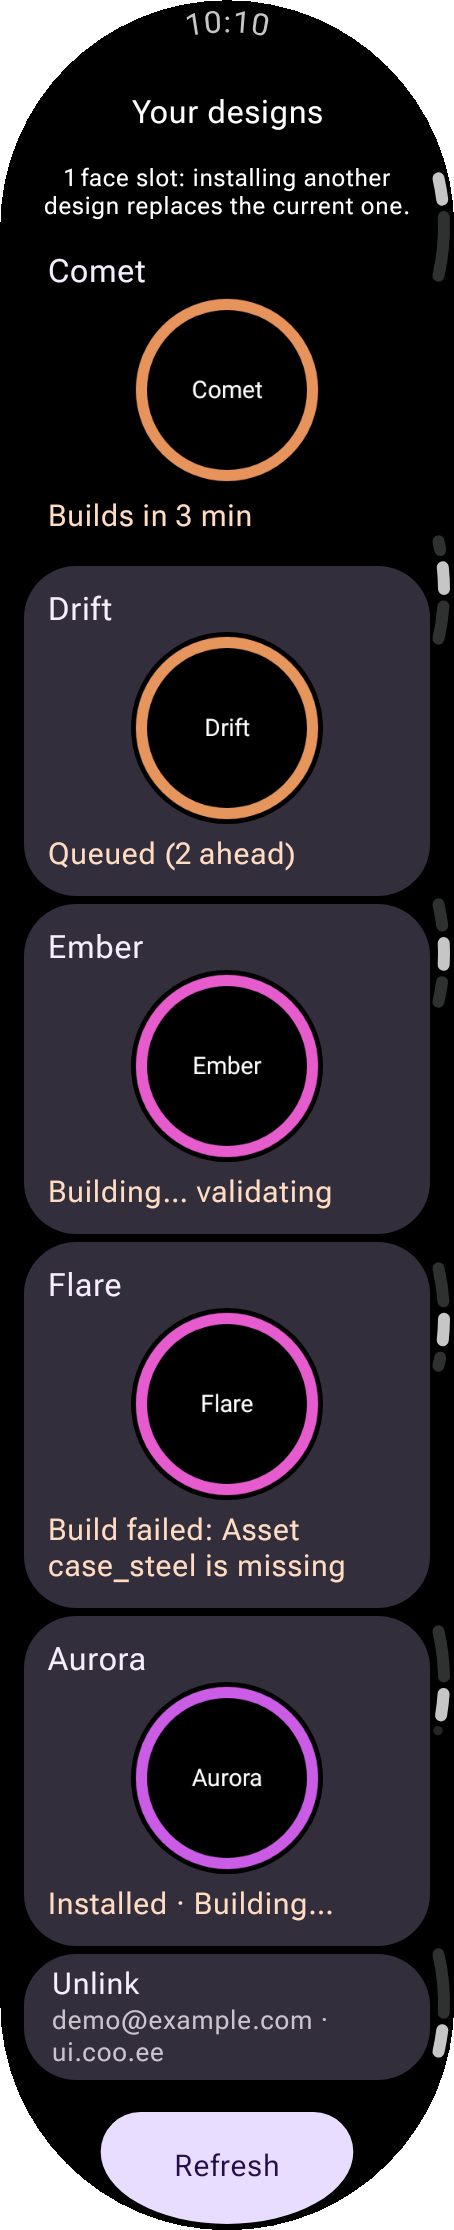 10:10
Your designs
1 face slot: installing another
design replaces the current one.
Comet
Comet
Builds in 3 min
Drift
Drift
Queued (2 ahead)
Ember
Ember
Building... validating
Flare
Flare
Build failed: Asset
case_steel is missing
Aurora
Aurora
Installed · Building...
Unlink
demo@example.com ·
ui.coo.ee
Refresh